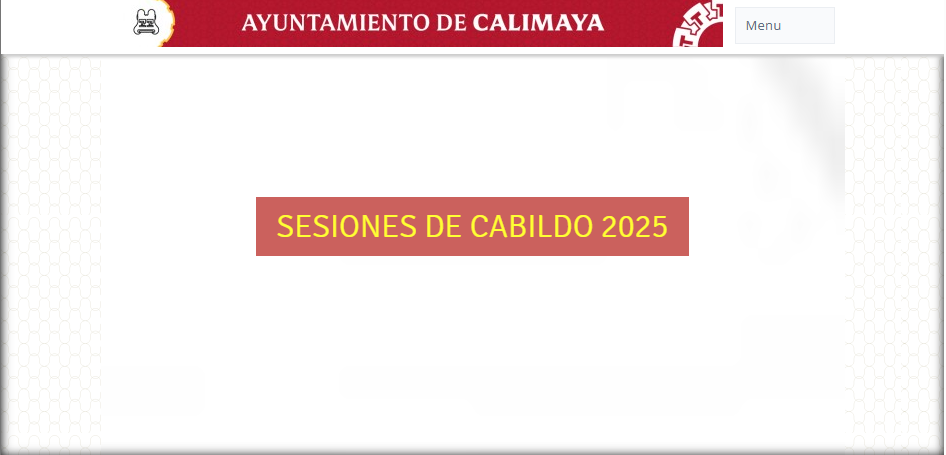 AYUNTAMIENTO DE CALIMAYA
Menu
SESIONES DE CABILDO 2025